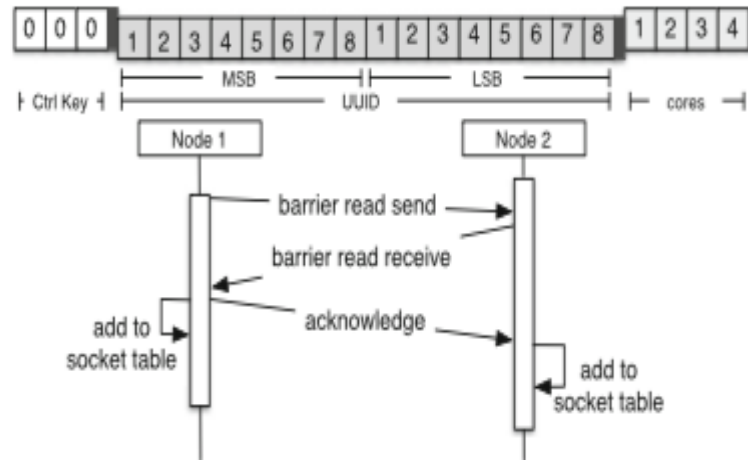 0 0 0 1 2 3 4 5 6 7 8 1 2 3 4 5 6 7 8 1 2 3 4
MSB LSB
Ctrl Key UUID cores
Node 1 Node 2
barrier read send
barrier read receive
acknowledge
add to
socket table
add to
socket table